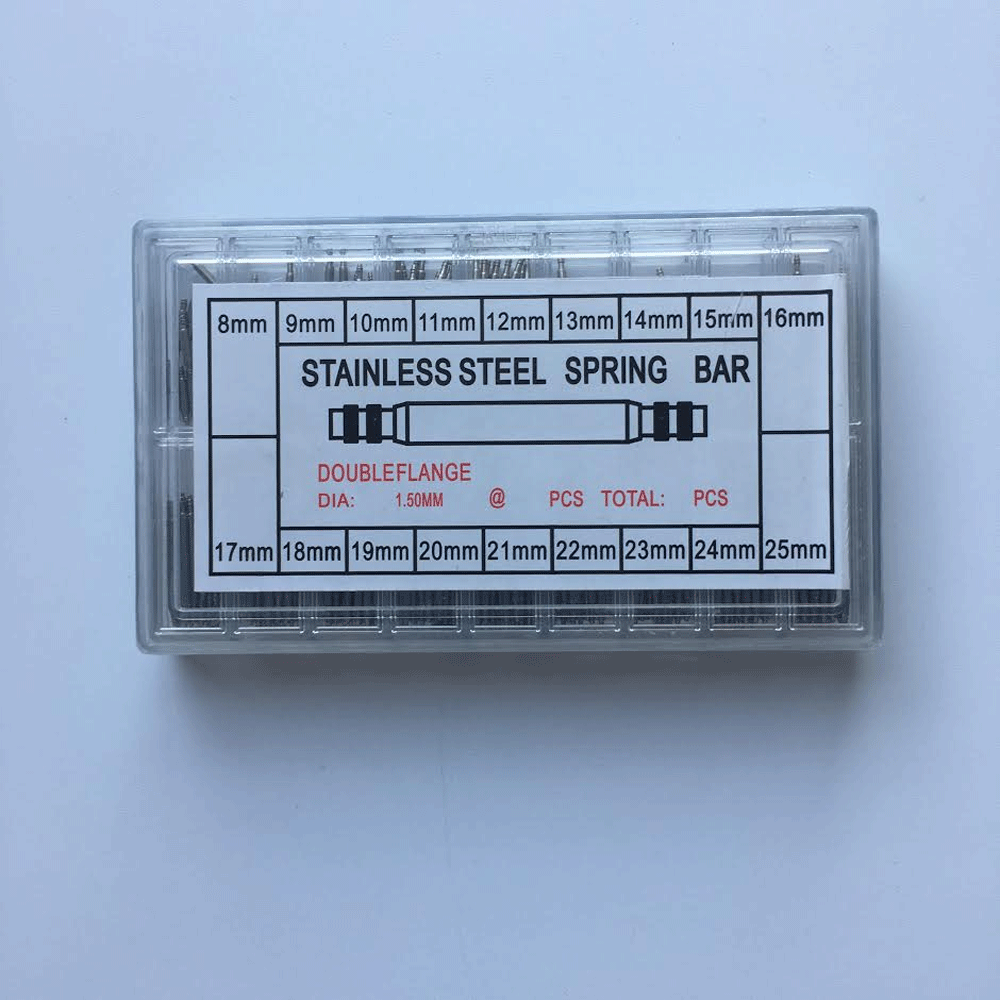 8mm 9mm 10mm 11mm 12mm 13mm 14mm 15mm 16mm
STAINLESS STEEL SPRING BAR
DOUBLEFLANGE
DIA: 1.50MM @ PCS TOTAL: PCS
17mm 18mm 19mm 20mm 21mm 22mm 23mm 24mm 25mm